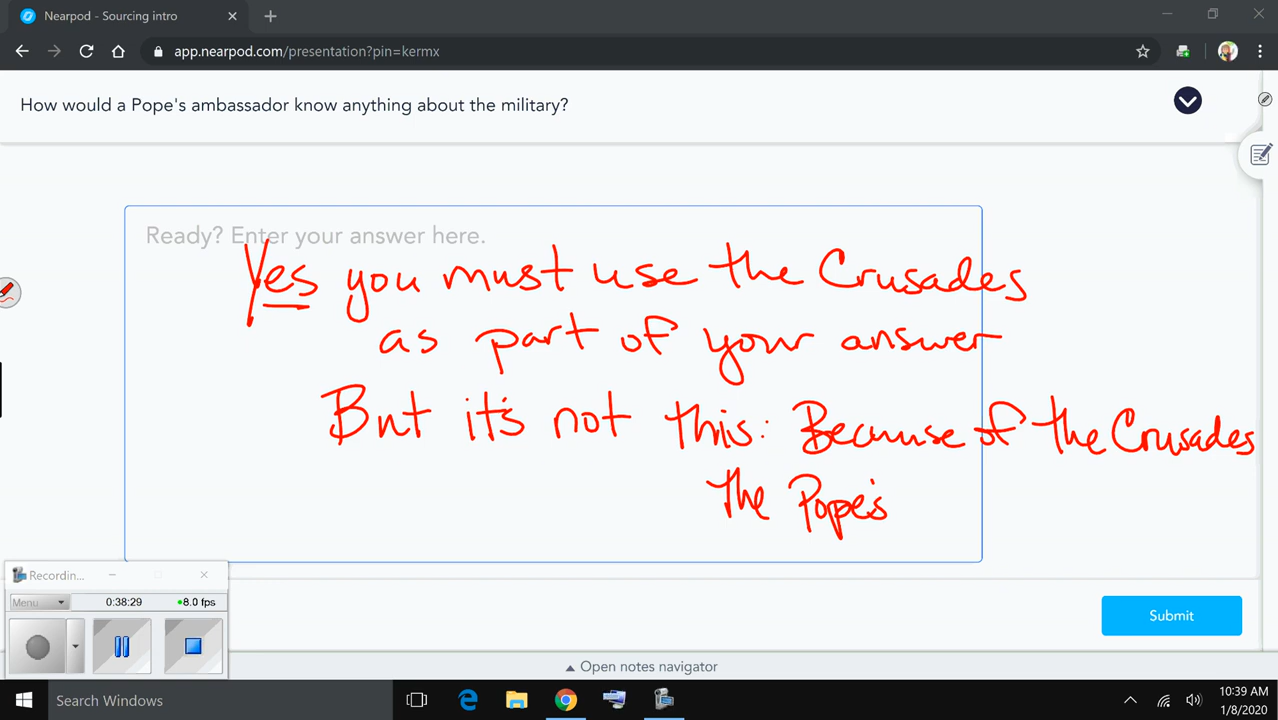 Nearpod - Sourcing intro
app.nearpod.com/presentation?pin=kermx
How would a Pope's ambassador know anything about the military?
Ready? Enter your answer here.
Yes you must use the Crusades
as part of your answer
But it's not this: Because of the Crusades
the Pope's
Recordin...
Menu
0:38:29
8.0 fps
Submit
Open notes navigator
Search Windows
10:39 AM
1/8/2020